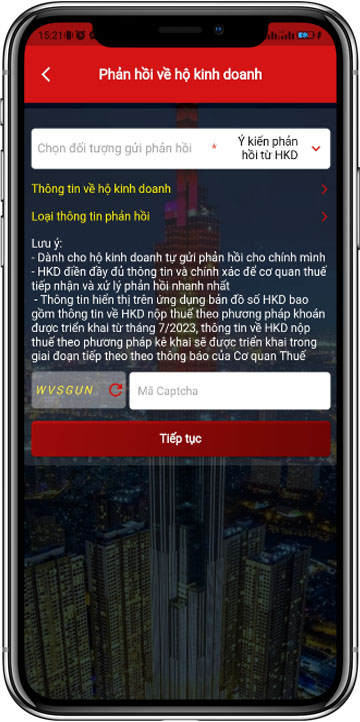 15:21
Phản hồi về hộ kinh doanh
Chọn đối tượng gửi phản hồi * Ý kiến phản
hồi từ HKD
Thông tin về hộ kinh doanh
Loại thông tin phản hồi
Lưu ý:
- Dành cho hộ kinh doanh tự gửi phản hồi cho chính mình
- HKD điền đầy đủ thông tin và chính xác để cơ quan thuế
tiếp nhận và xử lý phản hồi nhanh nhất
- Thông tin hiển thị trên ứng dụng bản đồ số HKD bao
gồm thông tin về HKD nộp thuế theo phương pháp khoán
được triển khai từ tháng 7/2023, thông tin về HKD nộp
thuế theo phương pháp kê khai sẽ được triển khai trong
giai đoạn tiếp theo theo thông báo của Cơ quan Thuế
WVSGUN Mã Captcha
Tiếp tục